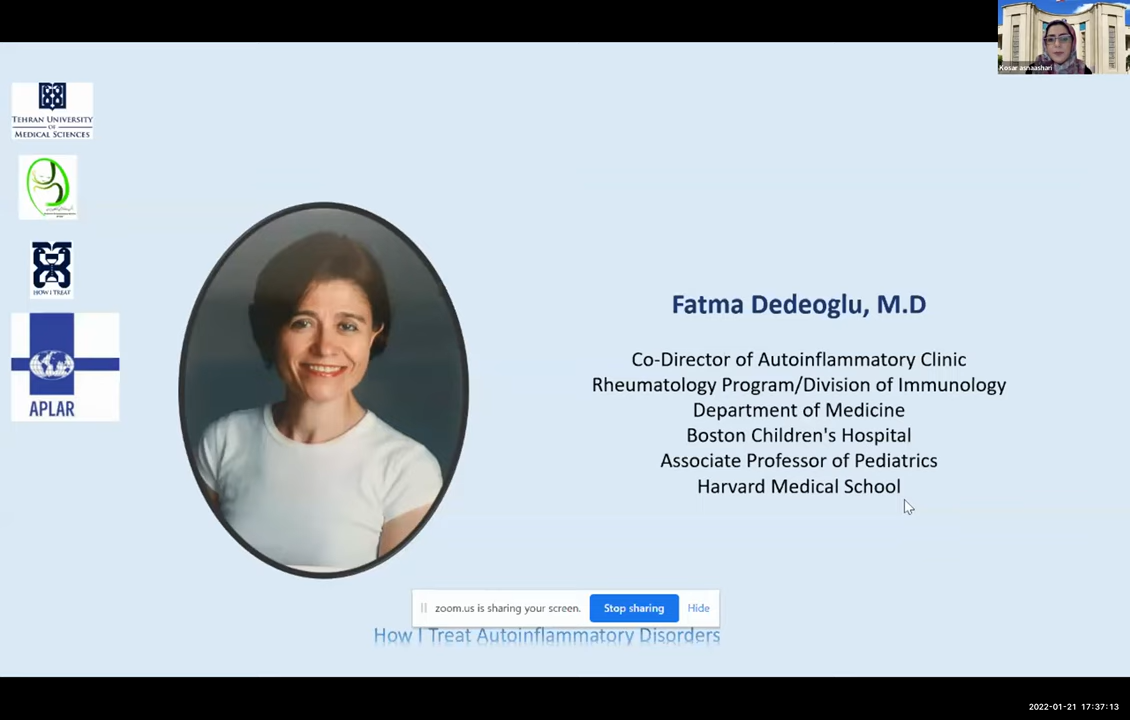 Kosar asnaashari
TEHRAN UNIVERSITY
OF
MEDICAL SCIENCES
HOW I TREAT
APLAR
Fatma Dedeoglu, M.D
Co-Director of Autoinflammatory Clinic
Rheumatology Program/Division of Immunology
Department of Medicine
Boston Children's Hospital
Associate Professor of Pediatrics
Harvard Medical School
zoom.us is sharing your screen. Stop sharing Hide
How I Treat Autoinflammatory Disorders
2022-01-21 17:37:13